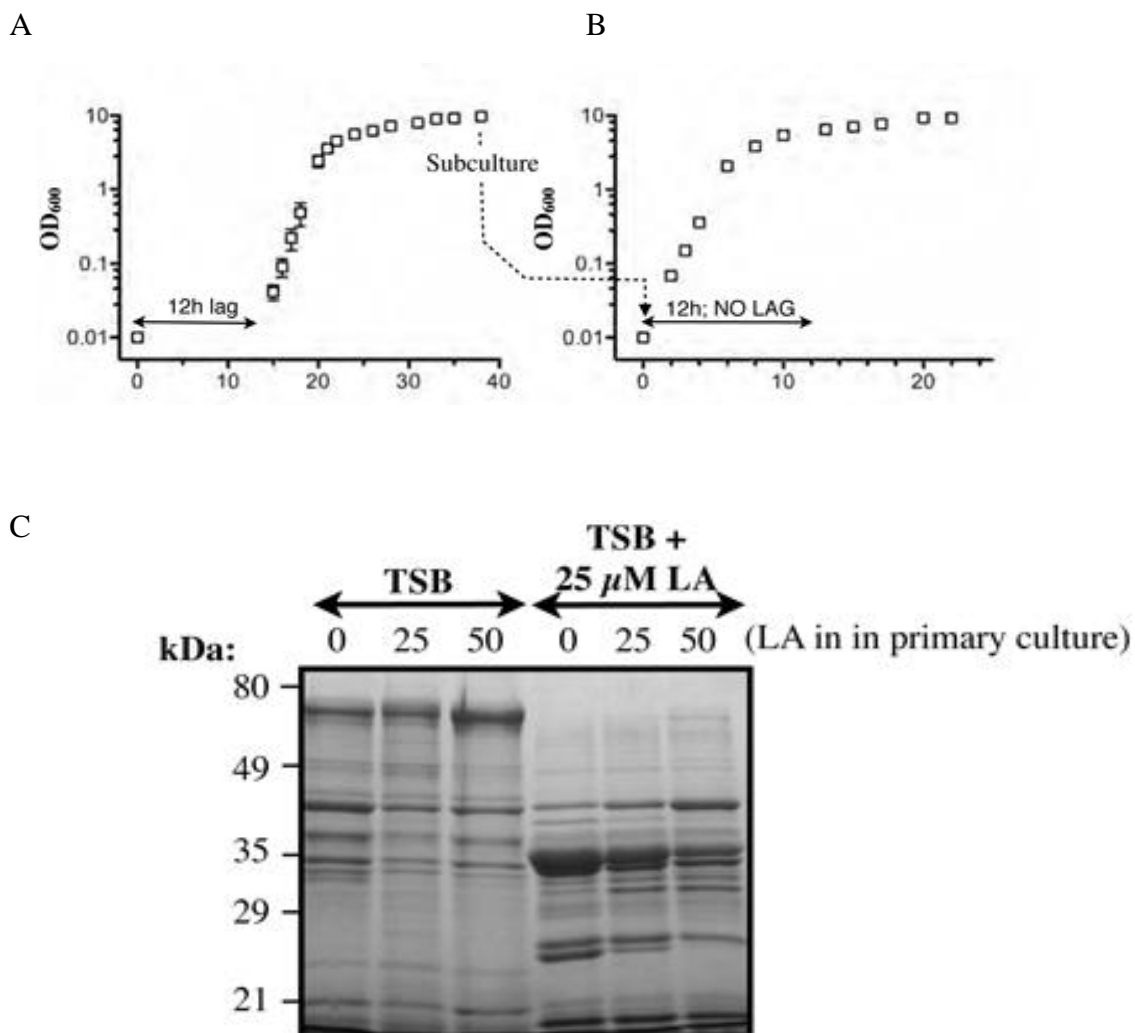 A
B
10
1
0.1
0.01
OD600
12h lag
0
10
20
30
40
Subculture
10
1
0.1
0.01
OD600
12h; NO LAG
0
10
20
C
TSB
TSB +
25 µM LA
kDa:
0 25 50 0 25 50 (LA in in primary culture)
80
49
35
29
21